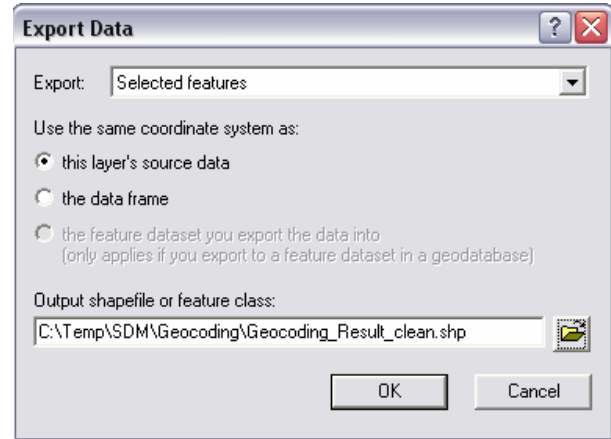 Export Data
?
Export: Selected features
Use the same coordinate system as:
this layer's source data
the data frame
the feature dataset you export the data into
(only applies if you export to a feature dataset in a geodatabase)
Output shapefile or feature class:
C:\Temp\SDM\Geocoding\Geocoding_Result_clean.shp
OK Cancel